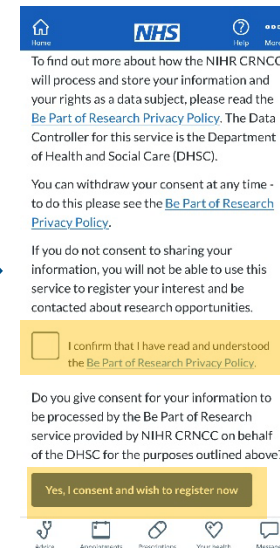 NHS
Home
Help
More
To find out more about how the NIHR CRNCC
will process and store your information and
your rights as a data subject, please read the
Be Part of Research Privacy Policy. The Data
Controller for this service is the Department
of Health and Social Care (DHSC).
You can withdraw your consent at any time -
to do this please see the Be Part of Research
Privacy Policy.
If you do not consent to sharing your
information, you will not be able to use this
service to register your interest and be
contacted about research opportunities.
I confirm that I have read and understood
the Be Part of Research Privacy Policy.
Do you give consent for your information to
be processed by the Be Part of Research
service provided by NIHR CRNCC on behalf
of the DHSC for the purposes outlined above?
Yes, I consent and wish to register now
Advice
Appointments
Prescriptions
Your health
Messages